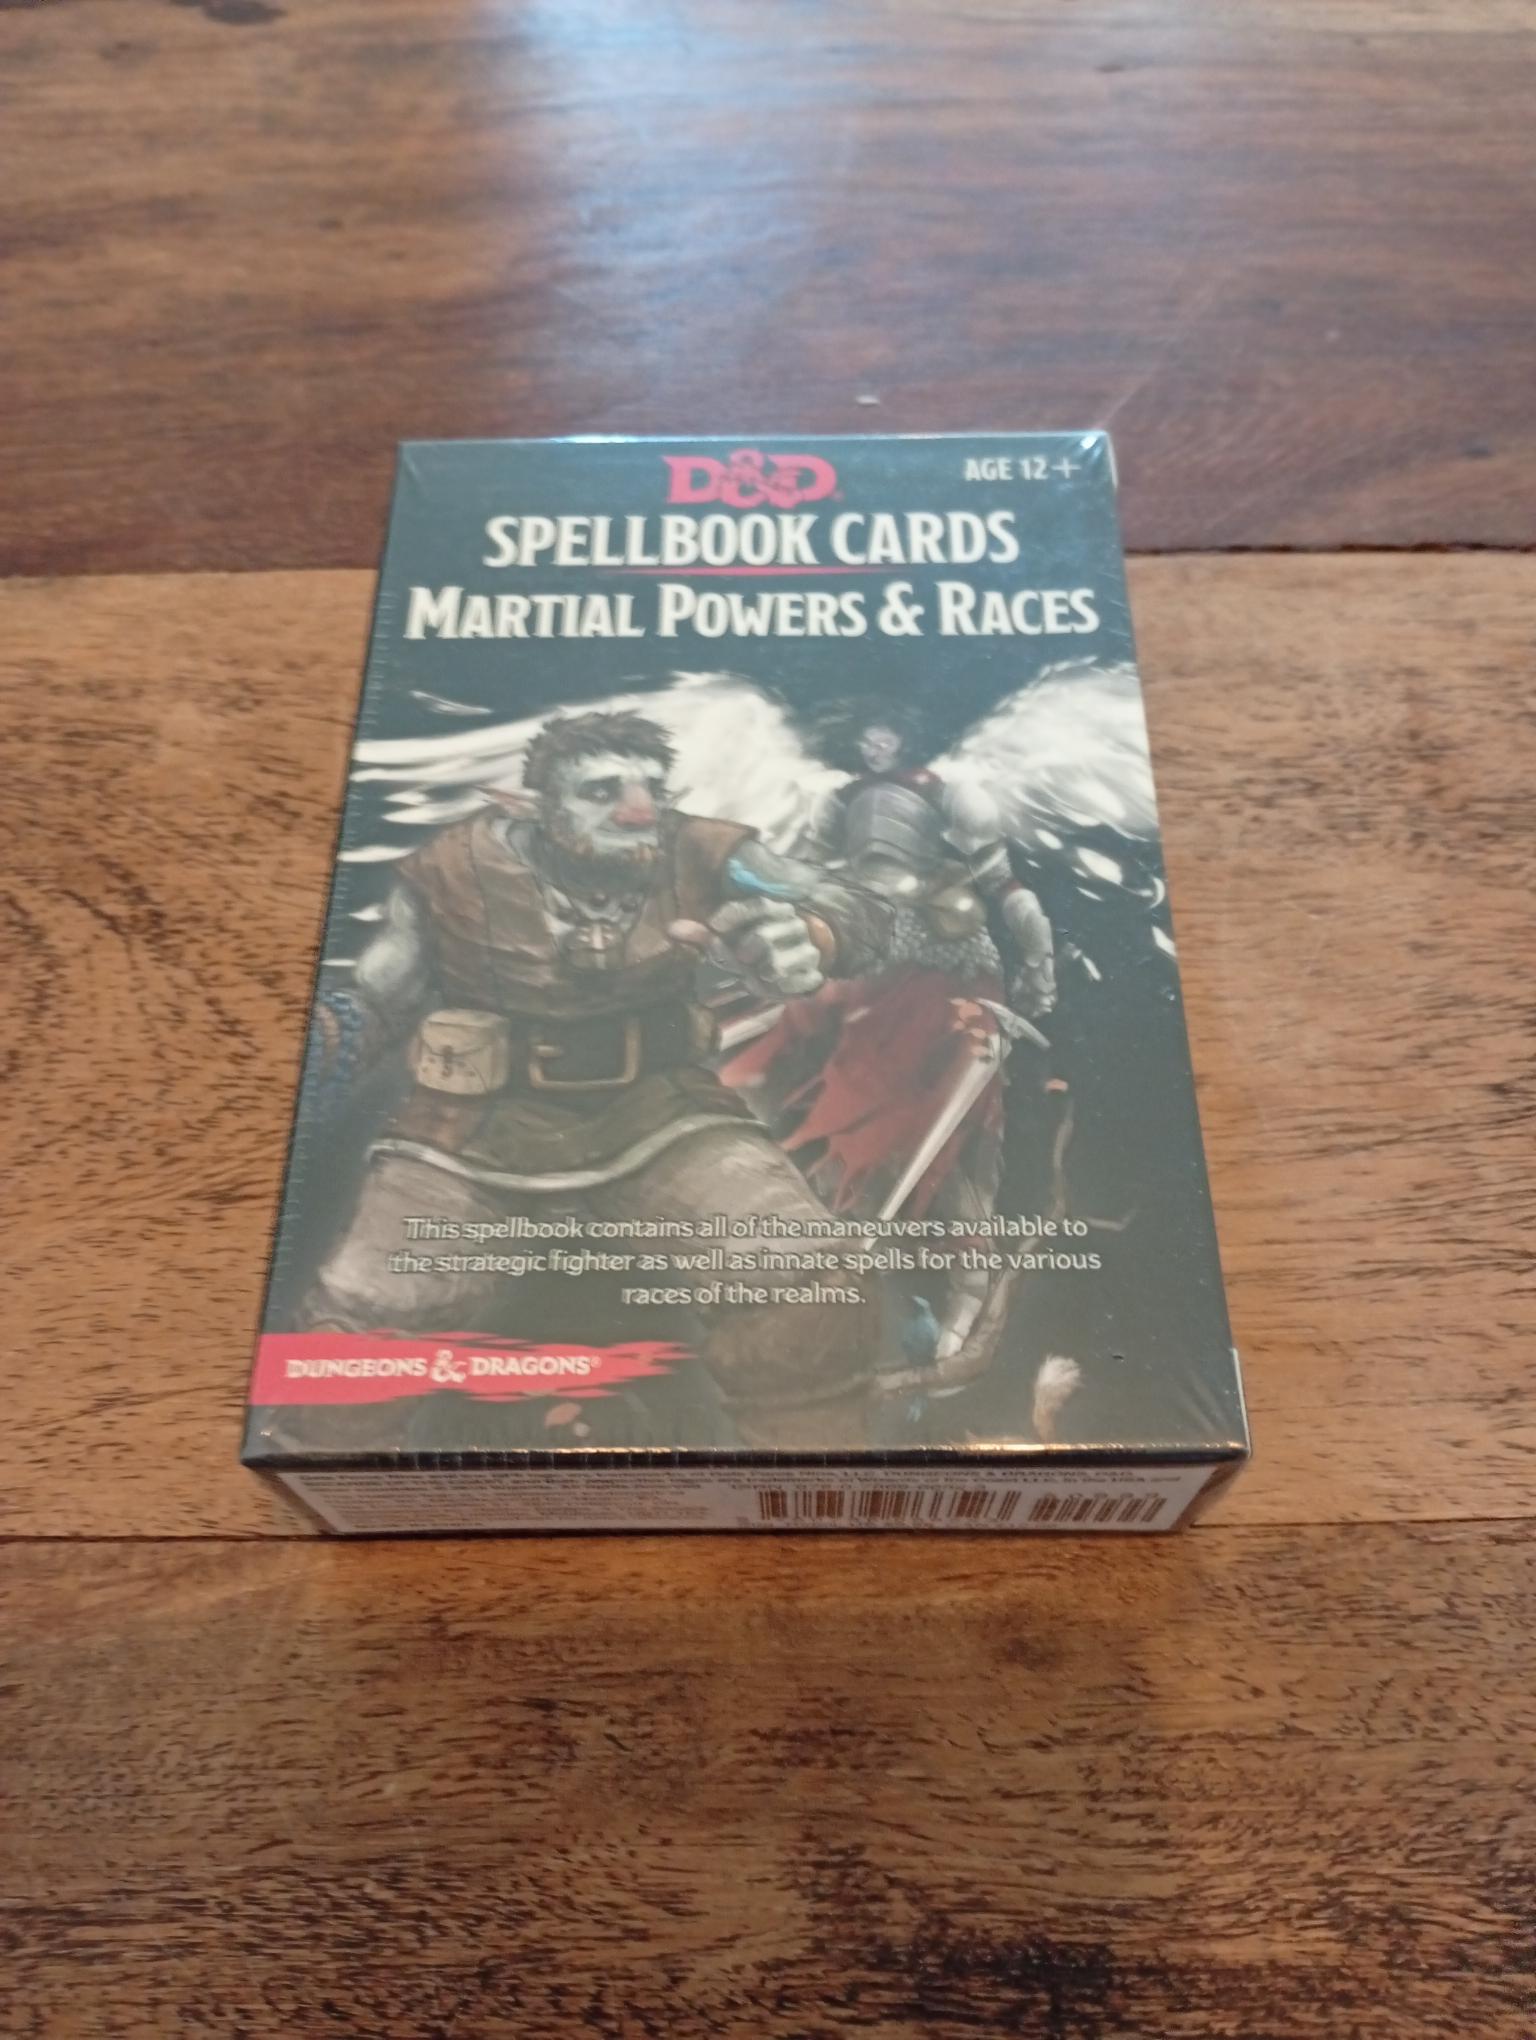 D&D®
AGE 12+
SPELLBOOK CARDS
MARTIAL POWERS & RACES
This spellbook contains all of the maneuvers available to
the strategic fighter as well as innate spells for the various
races of the realms.
DUNGEONS & DRAGONS®